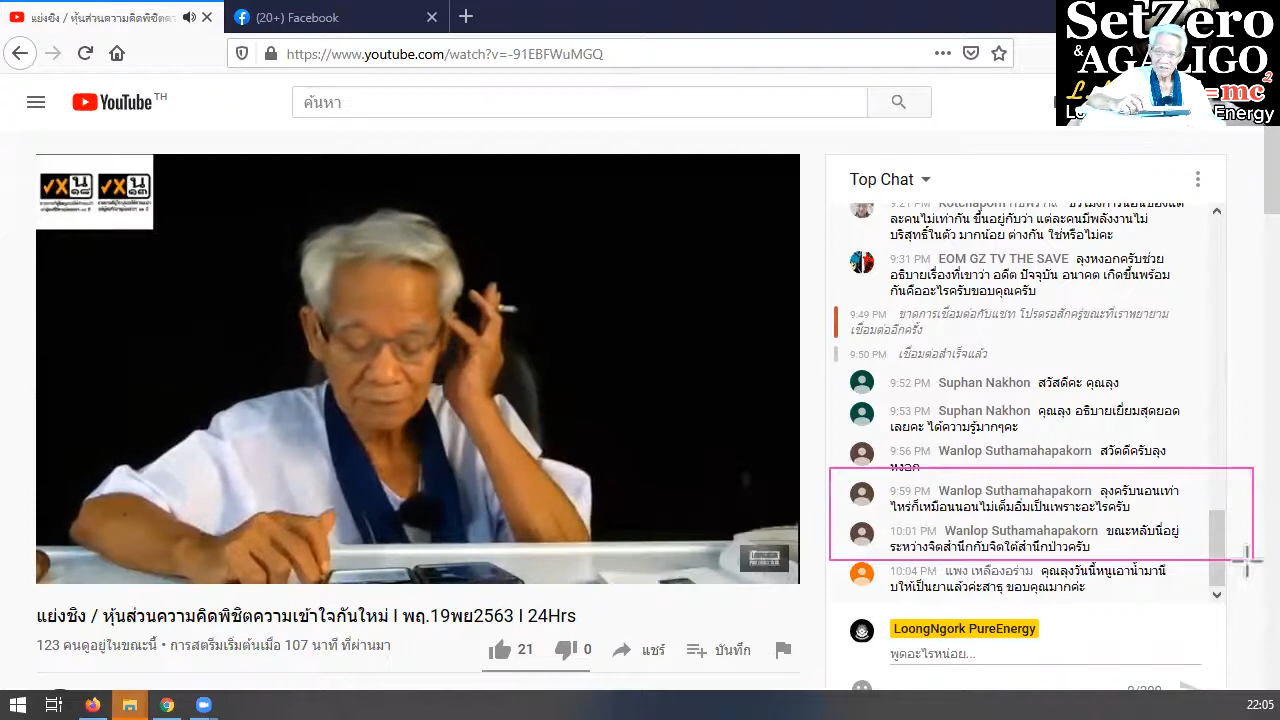 แย่งชิง / หุ้นส่วนความคิดพิชิตคว
(20+) Facebook
SetZero
& AGALIGO
https://www.youtube.com/watch?v=-91EBFWuMGQ
=mc2
Energy
YouTube TH
ค้นหา
Top Chat
ละคนไม่เท่ากัน ขึ้นอยู่กับว่า แต่ละคนมีพลังงานไม่
บริสุทธิ์ในตัว มากน้อย ต่างกัน ใช่หรือไม่คะ
9:31 PM EOM GZ TV THE SAVE ลุงหงอกครับช่วย
อธิบายเรื่องที่เขาว่า อดีต ปัจจุบัน อนาคต เกิดขึ้นพร้อม
กันคืออะไรครับขอบคุณครับ
9:49 PM ขาดการเชื่อมต่อกับแชท โปรดรอสักครู่ขณะที่เราพยายาม
เชื่อมต่ออีกครั้ง
9:50 PM เชื่อมต่อสำเร็จแล้ว
9:52 PM Suphan Nakhon สวัสดีคะ คุณลุง
9:53 PM Suphan Nakhon คุณลุง อธิบายเยี่ยมสุดยอด
เลยคะ ได้ความรู้มากๆคะ
9:56 PM Wanlop Suthamahapakorn สวัตดีครับลุง
หงอก
9:59 PM Wanlop Suthamahapakorn ลุงครับนอนเท่า
ไหร่ก็เหมือนนอนไม่เต็มอิ่มเป็นเพราะอะไรครับ
10:01 PM Wanlop Suthamahapakorn ขณะหลับนี่อยู่
ระหว่างจิตสำนึกกับจิตใต้สำนึกป่าวครับ
10:04 PM แพง เหลืองอร่าม คุณลุงวันนี้หนูเอาน้ำมานี
บให้เป็นยาแล้วค่ะสาธุ ขอบคุณมากค่ะ
แย่งชิง / หุ้นส่วนความคิดพิชิตความเข้าใจกันใหม่ I พฤ.19พย2563 I 24Hrs
123 คนดูอยู่ในขณะนี้ • การสตรีมเริ่มต้นเมื่อ 107 นาที ที่ผ่านมา
21
0
แชร์
บันทึก
LoongNgork PureEnergy
พูดอะไรหน่อย...
0/200
22:05